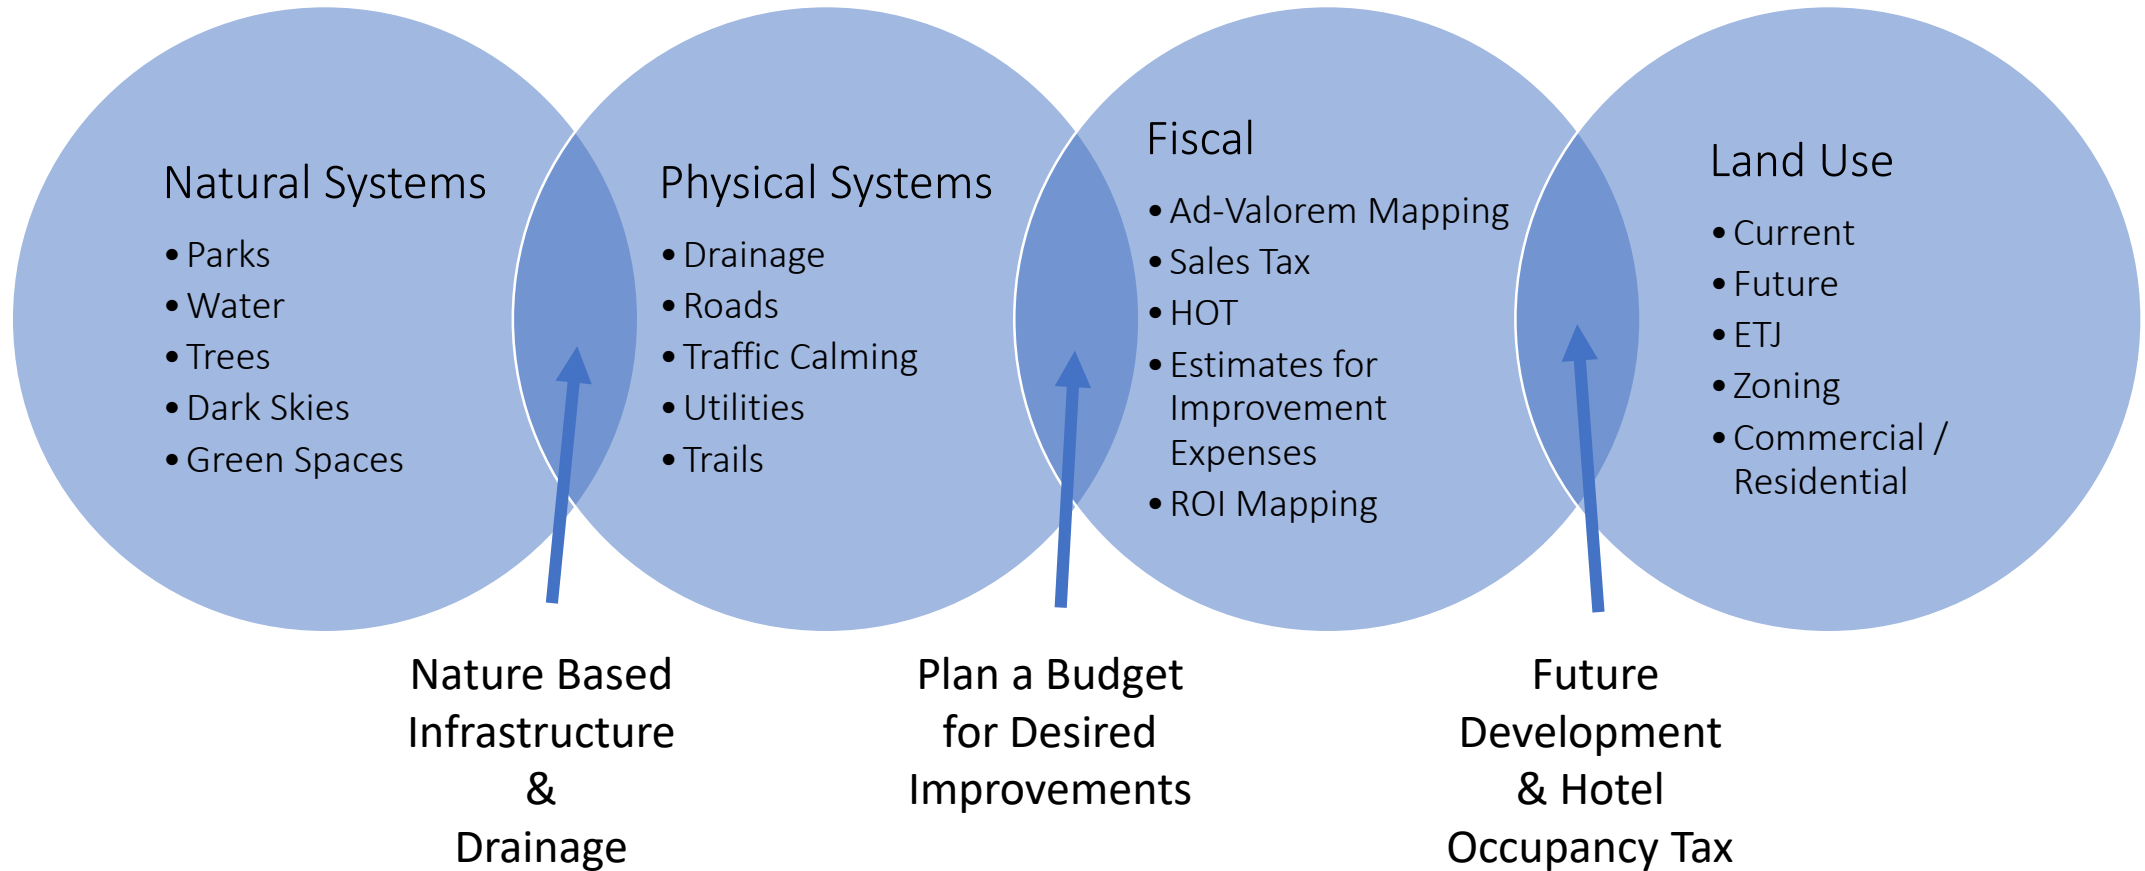 Natural Systems
• Parks
• Water
• Trees
• Dark Skies
• Green Spaces
Physical Systems
• Drainage
• Roads
• Traffic Calming
• Utilities
• Trails
Fiscal
• Ad-Valorem Mapping
• Sales Tax
• HOT
• Estimates for
Improvement
Expenses
• ROI Mapping
Land Use
• Current
• Future
• ETJ
• Zoning
• Commercial /
Residential
Nature Based
Infrastructure
&
Drainage
Plan a Budget
for Desired
Improvements
Future
Development
& Hotel
Occupancy Tax